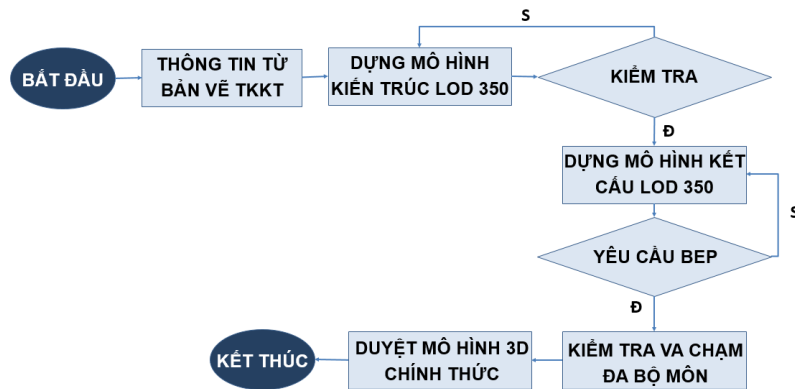 S
BẮT ĐẦU
THÔNG TIN TỪ
BẢN VẼ TKKT
DỰNG MÔ HÌNH
KIẾN TRÚC LOD 350
KIỂM TRA
Đ
DỰNG MÔ HÌNH KẾT
CẤU LOD 350
S
YÊU CẦU BEP
Đ
KIỂM TRA VA CHẠM
ĐA BỘ MÔN
DUYỆT MÔ HÌNH 3D
CHÍNH THỨC
KẾT THÚC